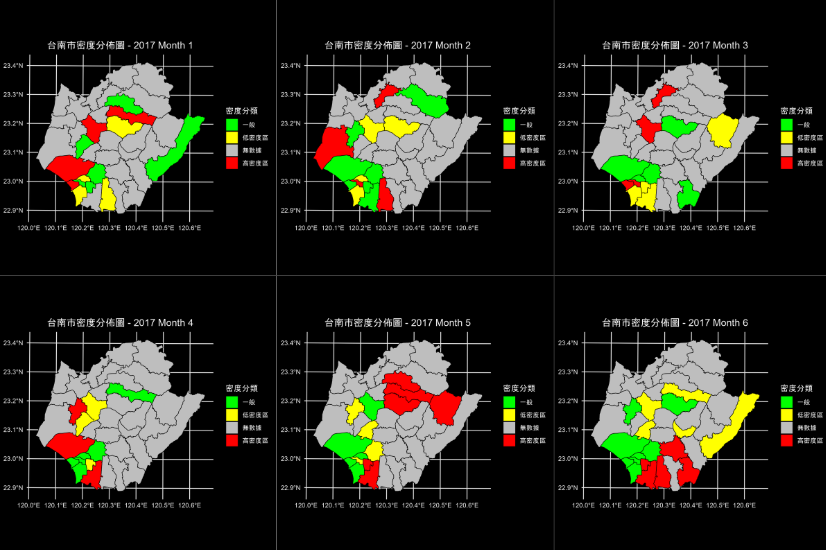 台南市密度分佈圖 - 2017 Month 1
23.4°N
23.3°N
23.2°N
23.1°N
23.0°N
22.9°N
120.0°E 120.1°E 120.2°E 120.3°E 120.4°E 120.5°E 120.6°E
密度分類
一般
低密度區
無數據
高密度區
台南市密度分佈圖 - 2017 Month 2
23.4°N
23.3°N
23.2°N
23.1°N
23.0°N
22.9°N
120.0°E 120.1°E 120.2°E 120.3°E 120.4°E 120.5°E 120.6°E
密度分類
一般
低密度區
無數據
高密度區
台南市密度分佈圖 - 2017 Month 3
23.4°N
23.3°N
23.2°N
23.1°N
23.0°N
22.9°N
120.0°E 120.1°E 120.2°E 120.3°E 120.4°E 120.5°E 120.6°E
密度分類
一般
低密度區
無數據
高密度區
台南市密度分佈圖 - 2017 Month 4
23.4°N
23.3°N
23.2°N
23.1°N
23.0°N
22.9°N
120.0°E 120.1°E 120.2°E 120.3°E 120.4°E 120.5°E 120.6°E
密度分類
一般
低密度區
無數據
高密度區
台南市密度分佈圖 - 2017 Month 5
23.4°N
23.3°N
23.2°N
23.1°N
23.0°N
22.9°N
120.0°E 120.1°E 120.2°E 120.3°E 120.4°E 120.5°E 120.6°E
密度分類
一般
低密度區
無數據
高密度區
台南市密度分佈圖 - 2017 Month 6
23.4°N
23.3°N
23.2°N
23.1°N
23.0°N
22.9°N
120.0°E 120.1°E 120.2°E 120.3°E 120.4°E 120.5°E 120.6°E
密度分類
一般
低密度區
無數據
高密度區